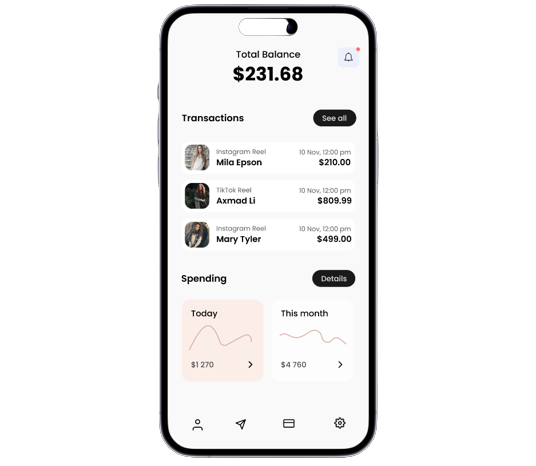 Total Balance
$231.68
Transactions
See all
Instagram Reel
10 Nov, 12:00 pm
Mila Epson
$210.00
TikTok Reel
10 Nov, 12:00 pm
Axmad Li
$809.99
Instagram Reel
10 Nov, 12:00 pm
Mary Tyler
$499.00
Spending
Details
Today
This month
$1 270
$4 760